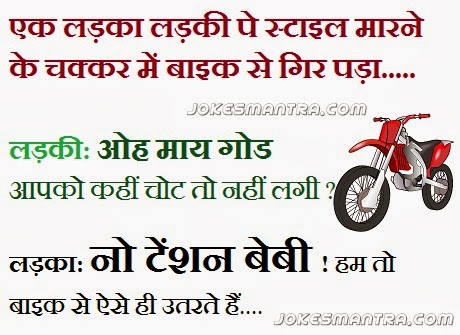 एक लड़का लड़की पे स्टाइल मारने
के चक्कर में बाइक से गिर पड़ा.....
JOKESMANTRA.COM
लड़की: ओह माय गोड
आपको कहीं चोट तो नहीं लगी ?
लड़का: नो टेंशन बेबी ! हम तो
बाइक से ऐसे ही उतरते हैं....
JOKESMANTRA.COM